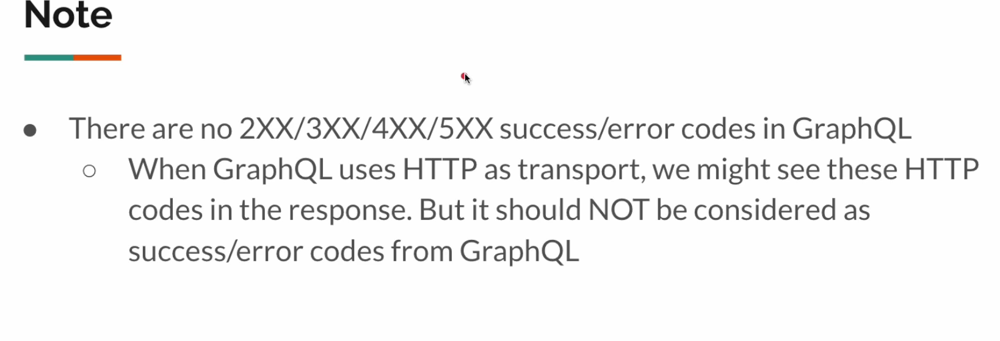 Note
● There are no 2XX/3XX/4XX/5XX success/error codes in GraphQL
○ When GraphQL uses HTTP as transport, we might see these HTTP
codes in the response. But it should NOT be considered as
success/error codes from GraphQL